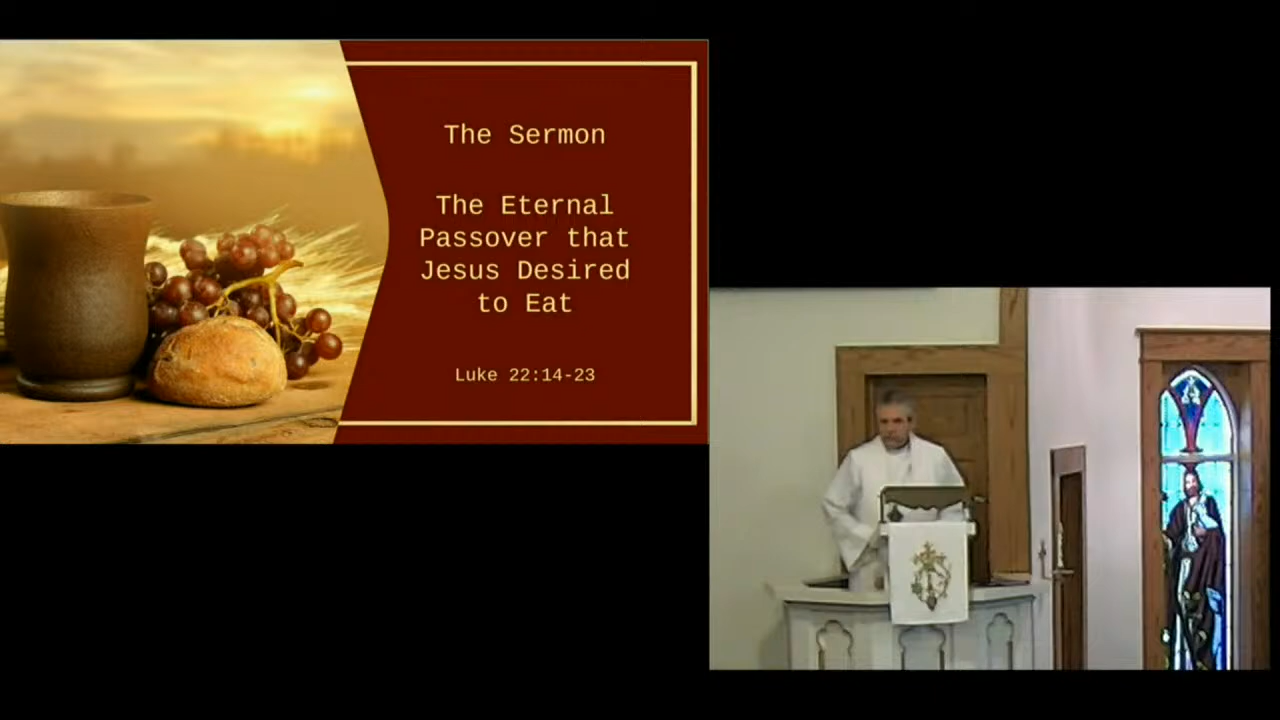 The Sermon
The Eternal
Passover that
Jesus Desired
to Eat
Luke 22:14-23